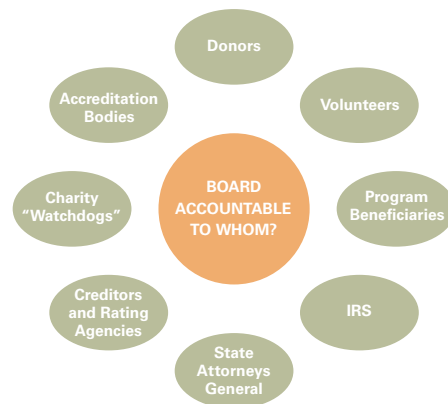 Donors
Accreditation
Bodies
Volunteers
Charity
"Watchdogs"
BOARD
ACCOUNTABLE
TO WHOM?
Program
Beneficiaries
Creditors
and Rating
Agencies
IRS
State
Attorneys
General